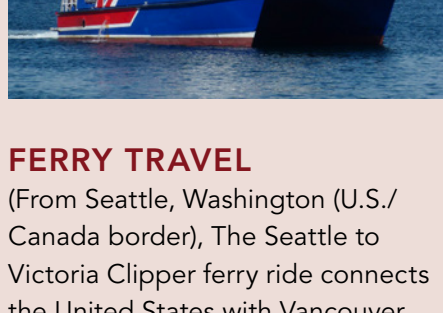 FERRY TRAVEL
(From Seattle, Washington (U.S./
Canada border), The Seattle to
Victoria Clipper ferry ride connects
the United States with Vancouver